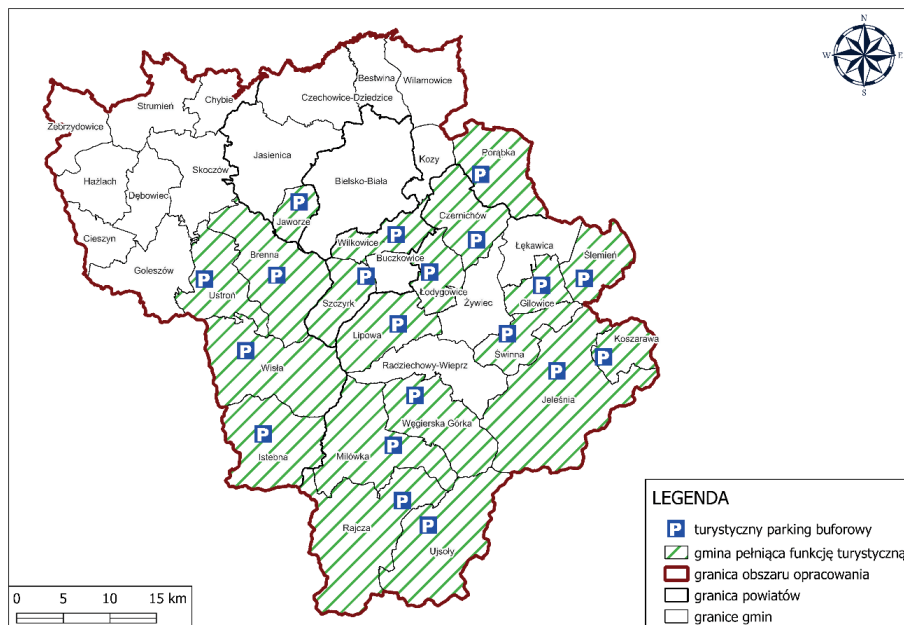 N
W
E
S
Bestwina
Wilamowice
Chybie
Czechowice-Dziedzice
Strumień
Zebrzydowice
Kozy
Porąbka
Jasienica
Skoczów
Bielsko-Biała
Hażlach
Dębowiec
P
P
Czernichów
Jaworze
Cieszyn
P
Wilkowice
P
Łękawica
Brenna
Buczkowice
Ślemień
Goleszów
P
P
P
P
P
P
Ustroń
Szczyrk
Łodygowice
Żywiec
Gilowice
P
Lipowa
P
Koszarawa
P
Świnna
P
Wisła
Radziechowy-Wieprz
P
Jeleśnia
P
Węgierska Górka
P
P
Istebna
Milówka
P
Rajcza
P
Ujsoły
LEGENDA
P turystyczny parking buforowy
gmina pełniąca funkcję turystyczną
granica obszaru opracowania
granica powiatów
granice gmin
0 5 10 15 km